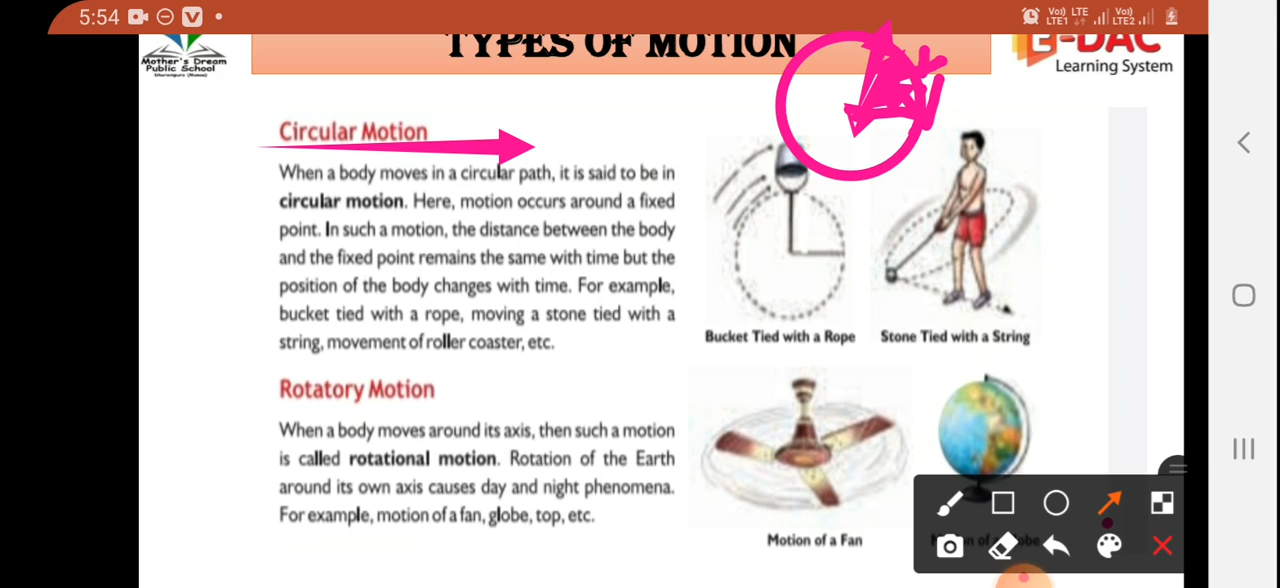 5:54
Vo) LTE Vo)
LTE1 LTE2
TYPES OF MOTION
Mother's Dream
Public School
E-DAC
Learning System
Circular Motion
When a body moves in a circular path, it is said to be in
circular motion. Here, motion occurs around a fixed
point. In such a motion, the distance between the body
and the fixed point remains the same with time but the
position of the body changes with time. For example,
bucket tied with a rope, moving a stone tied with a
string, movement of roller coaster, etc.
Bucket Tied with a Rope
Stone Tied with a String
Rotatory Motion
When a body moves around its axis, then such a motion
is called rotational motion. Rotation of the Earth
around its own axis causes day and night phenomena.
For example, motion of a fan, globe, top, etc.
Motion of a Fan